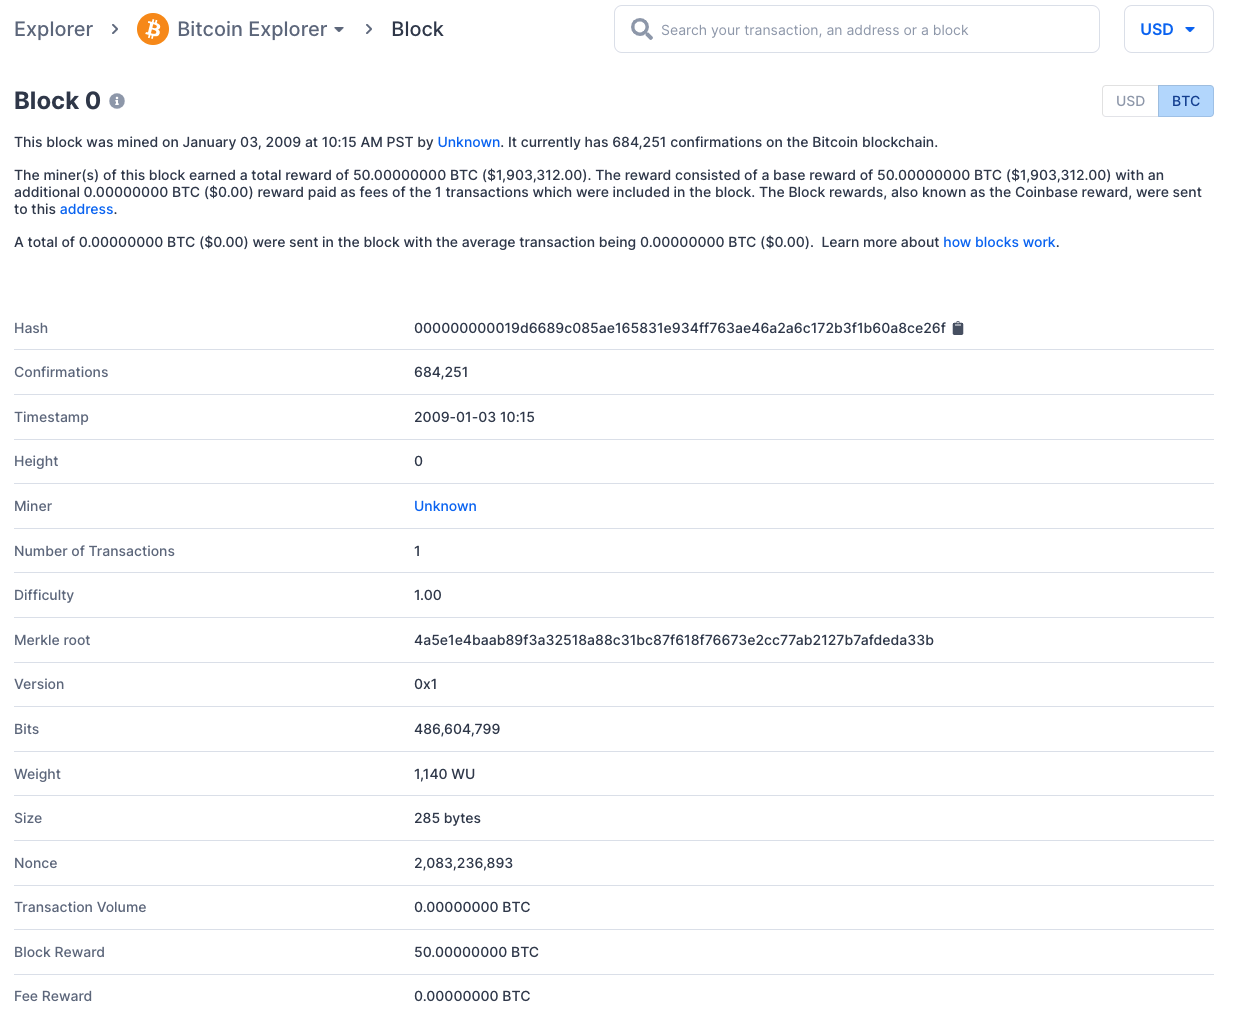 Explorer > Bitcoin Explorer > Block
Search your transaction, an address or a block
USD
Block 0
USD BTC
This block was mined on January 03, 2009 at 10:15 AM PST by Unknown. It currently has 684,251 confirmations on the Bitcoin blockchain.
The miner(s) of this block earned a total reward of 50.00000000 BTC ($1,903,312.00). The reward consisted of a base reward of 50.00000000 BTC ($1,903,312.00) with an
additional 0.00000000 BTC ($0.00) reward paid as fees of the 1 transactions which were included in the block. The Block rewards, also known as the Coinbase reward, were sent
to this address.
A total of 0.00000000 BTC ($0.00) were sent in the block with the average transaction being 0.00000000 BTC ($0.00). Learn more about how blocks work.
Hash 000000000019d6689c085ae165831e934ff763ae46a2a6c172b3f1b60a8ce26f
Confirmations 684,251
Timestamp 2009-01-03 10:15
Height 0
Miner Unknown
Number of Transactions 1
Difficulty 1.00
Merkle root 4a5e1e4baab89f3a32518a88c31bc87f618f76673e2cc77ab2127b7afdeda33b
Version 0x1
Bits 486,604,799
Weight 1,140 WU
Size 285 bytes
Nonce 2,083,236,893
Transaction Volume 0.00000000 BTC
Block Reward 50.00000000 BTC
Fee Reward 0.00000000 BTC